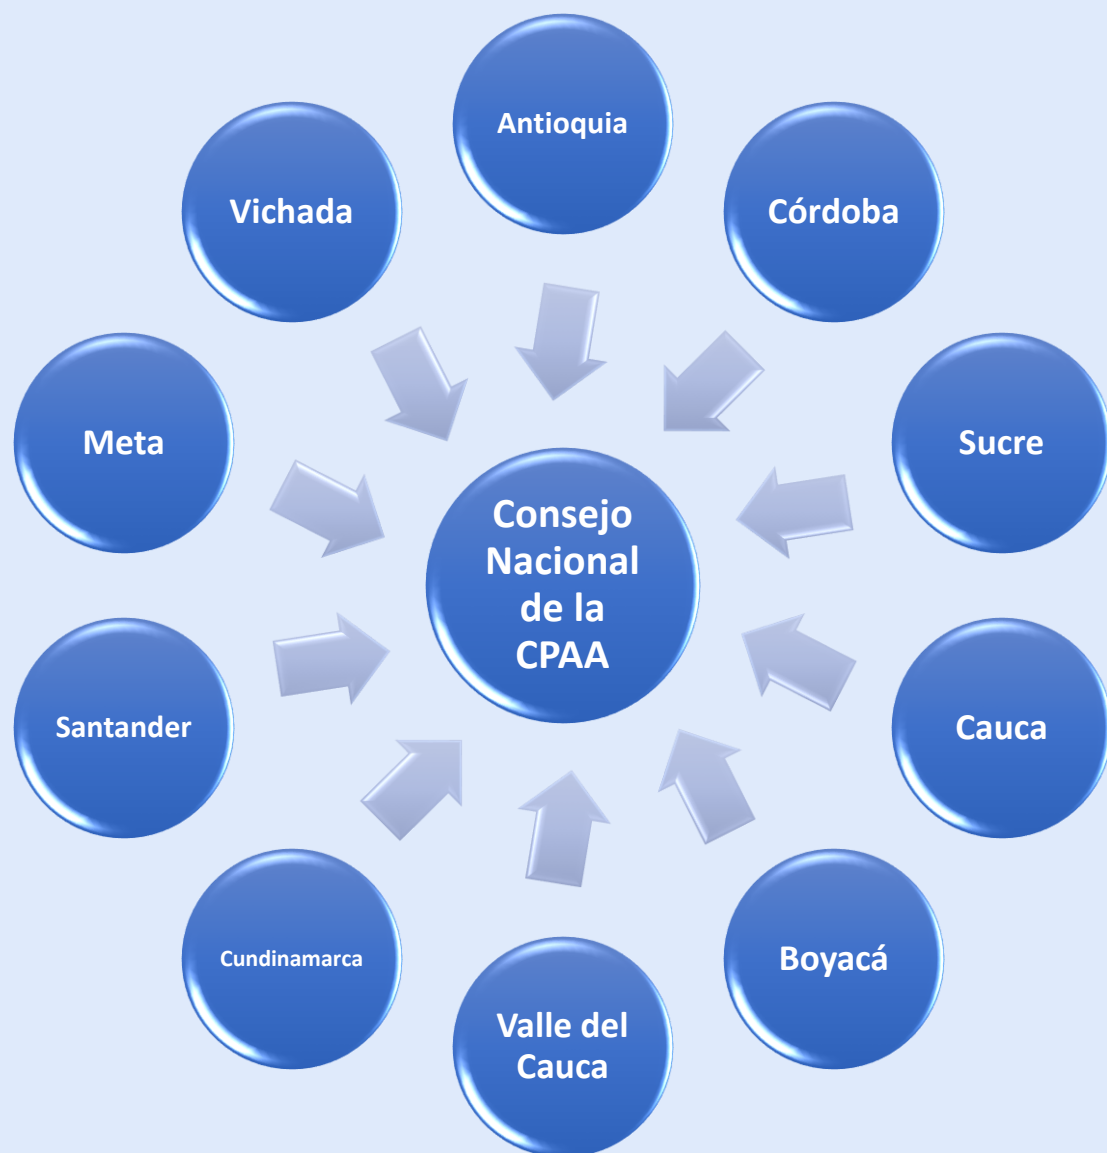 Antioquia
Córdoba
Sucre
Cauca
Boyacá
Valle del
Cauca
Cundinamarca
Santander
Meta
Vichada
Consejo
Nacional
de la
CPAA